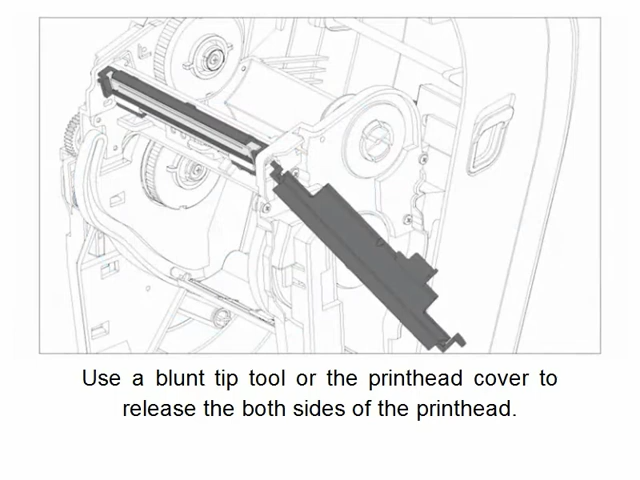 Use a blunt tip tool or the printhead cover to
release the both sides of the printhead.